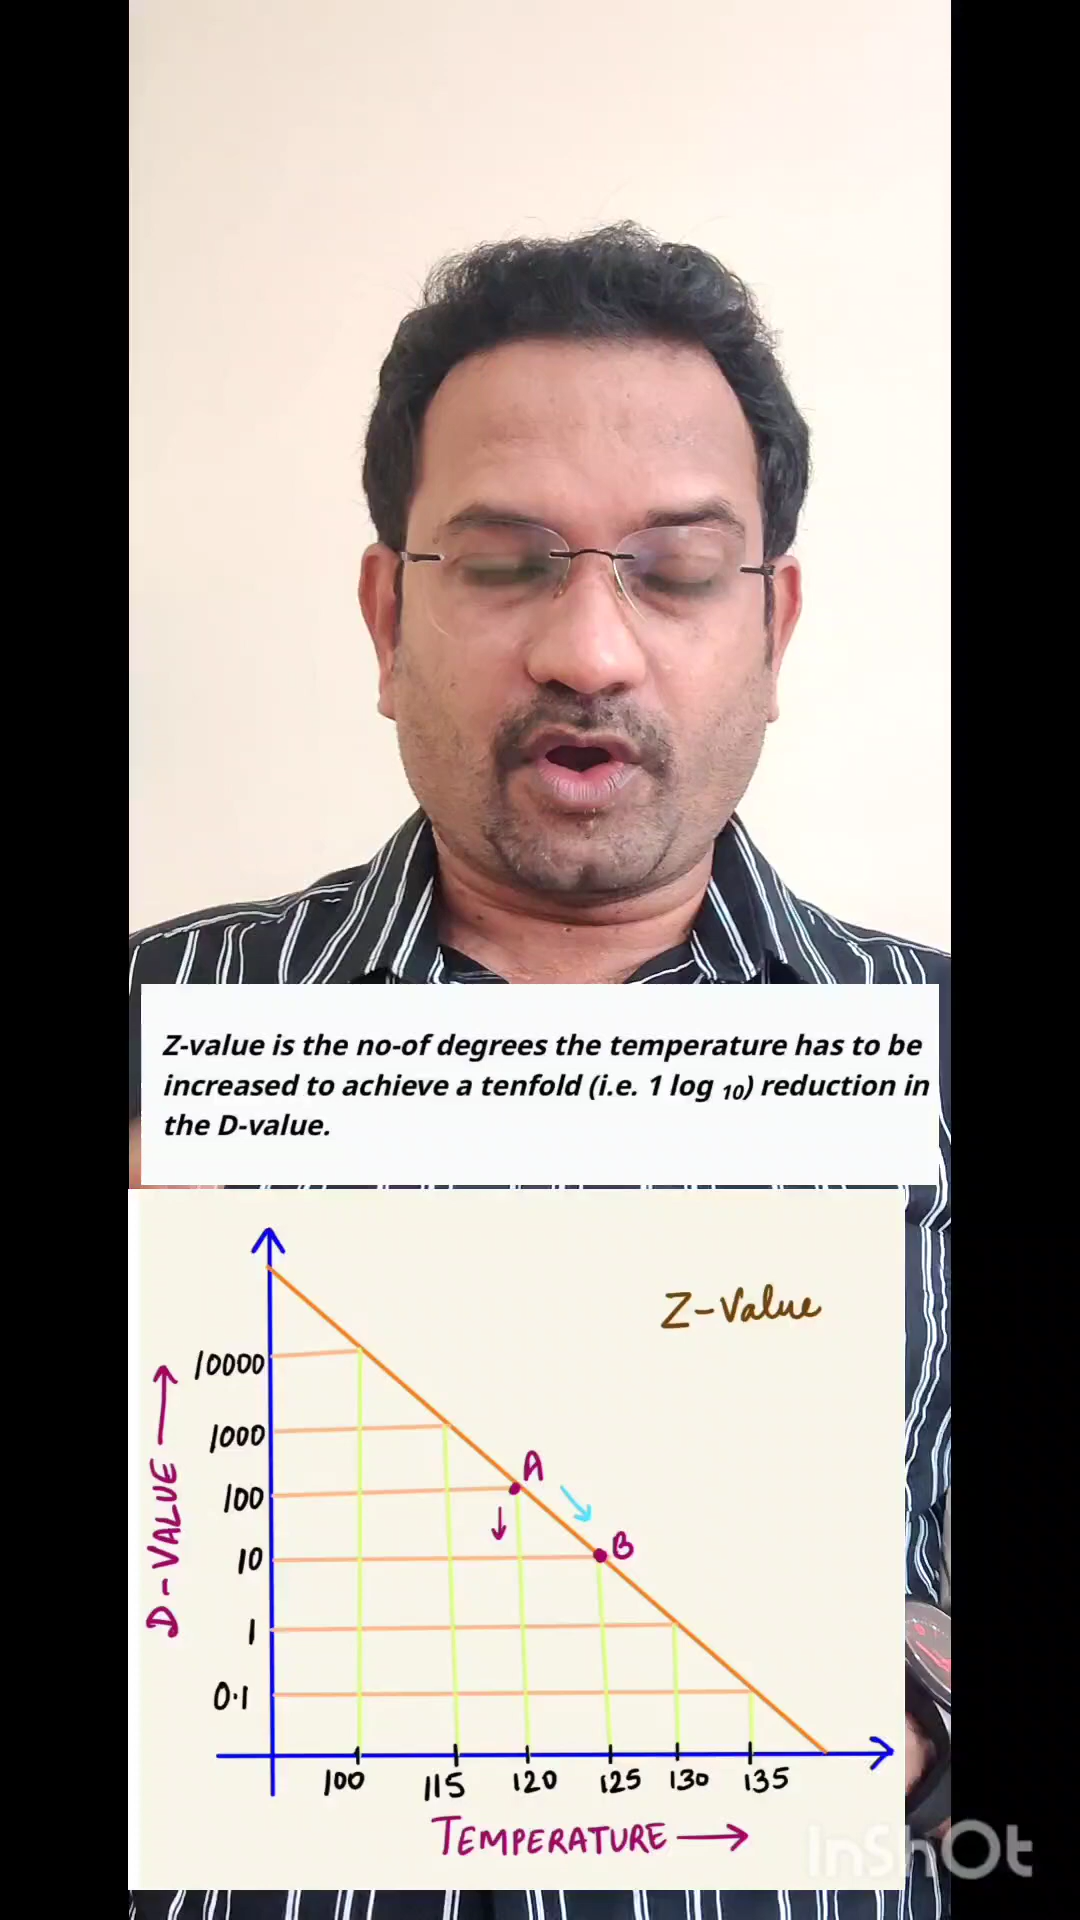 Z-value is the no-of degrees the temperature has to be
increased to achieve a tenfold (i.e. 1 log 10) reduction in
the D-value.
Z-Value
D-VALUE
10000
1000
100
10
1
0.1
A
B
100 115 120 125 130 135
TEMPERATURE
InShOt